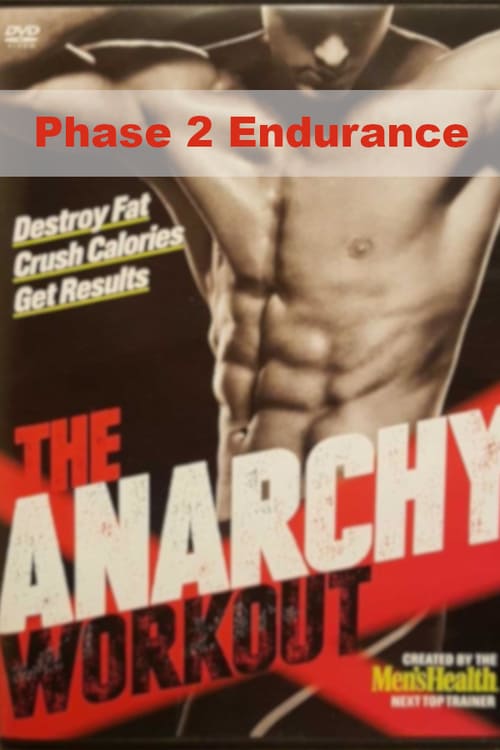 DVD
VIDEO
Phase 2 Endurance
Destroy Fat
Crush Calories
Get Results
THE
ANARCHY
WORKOUT
CREATED BY THE
Men'sHealth
NEXT TOP TRAINER